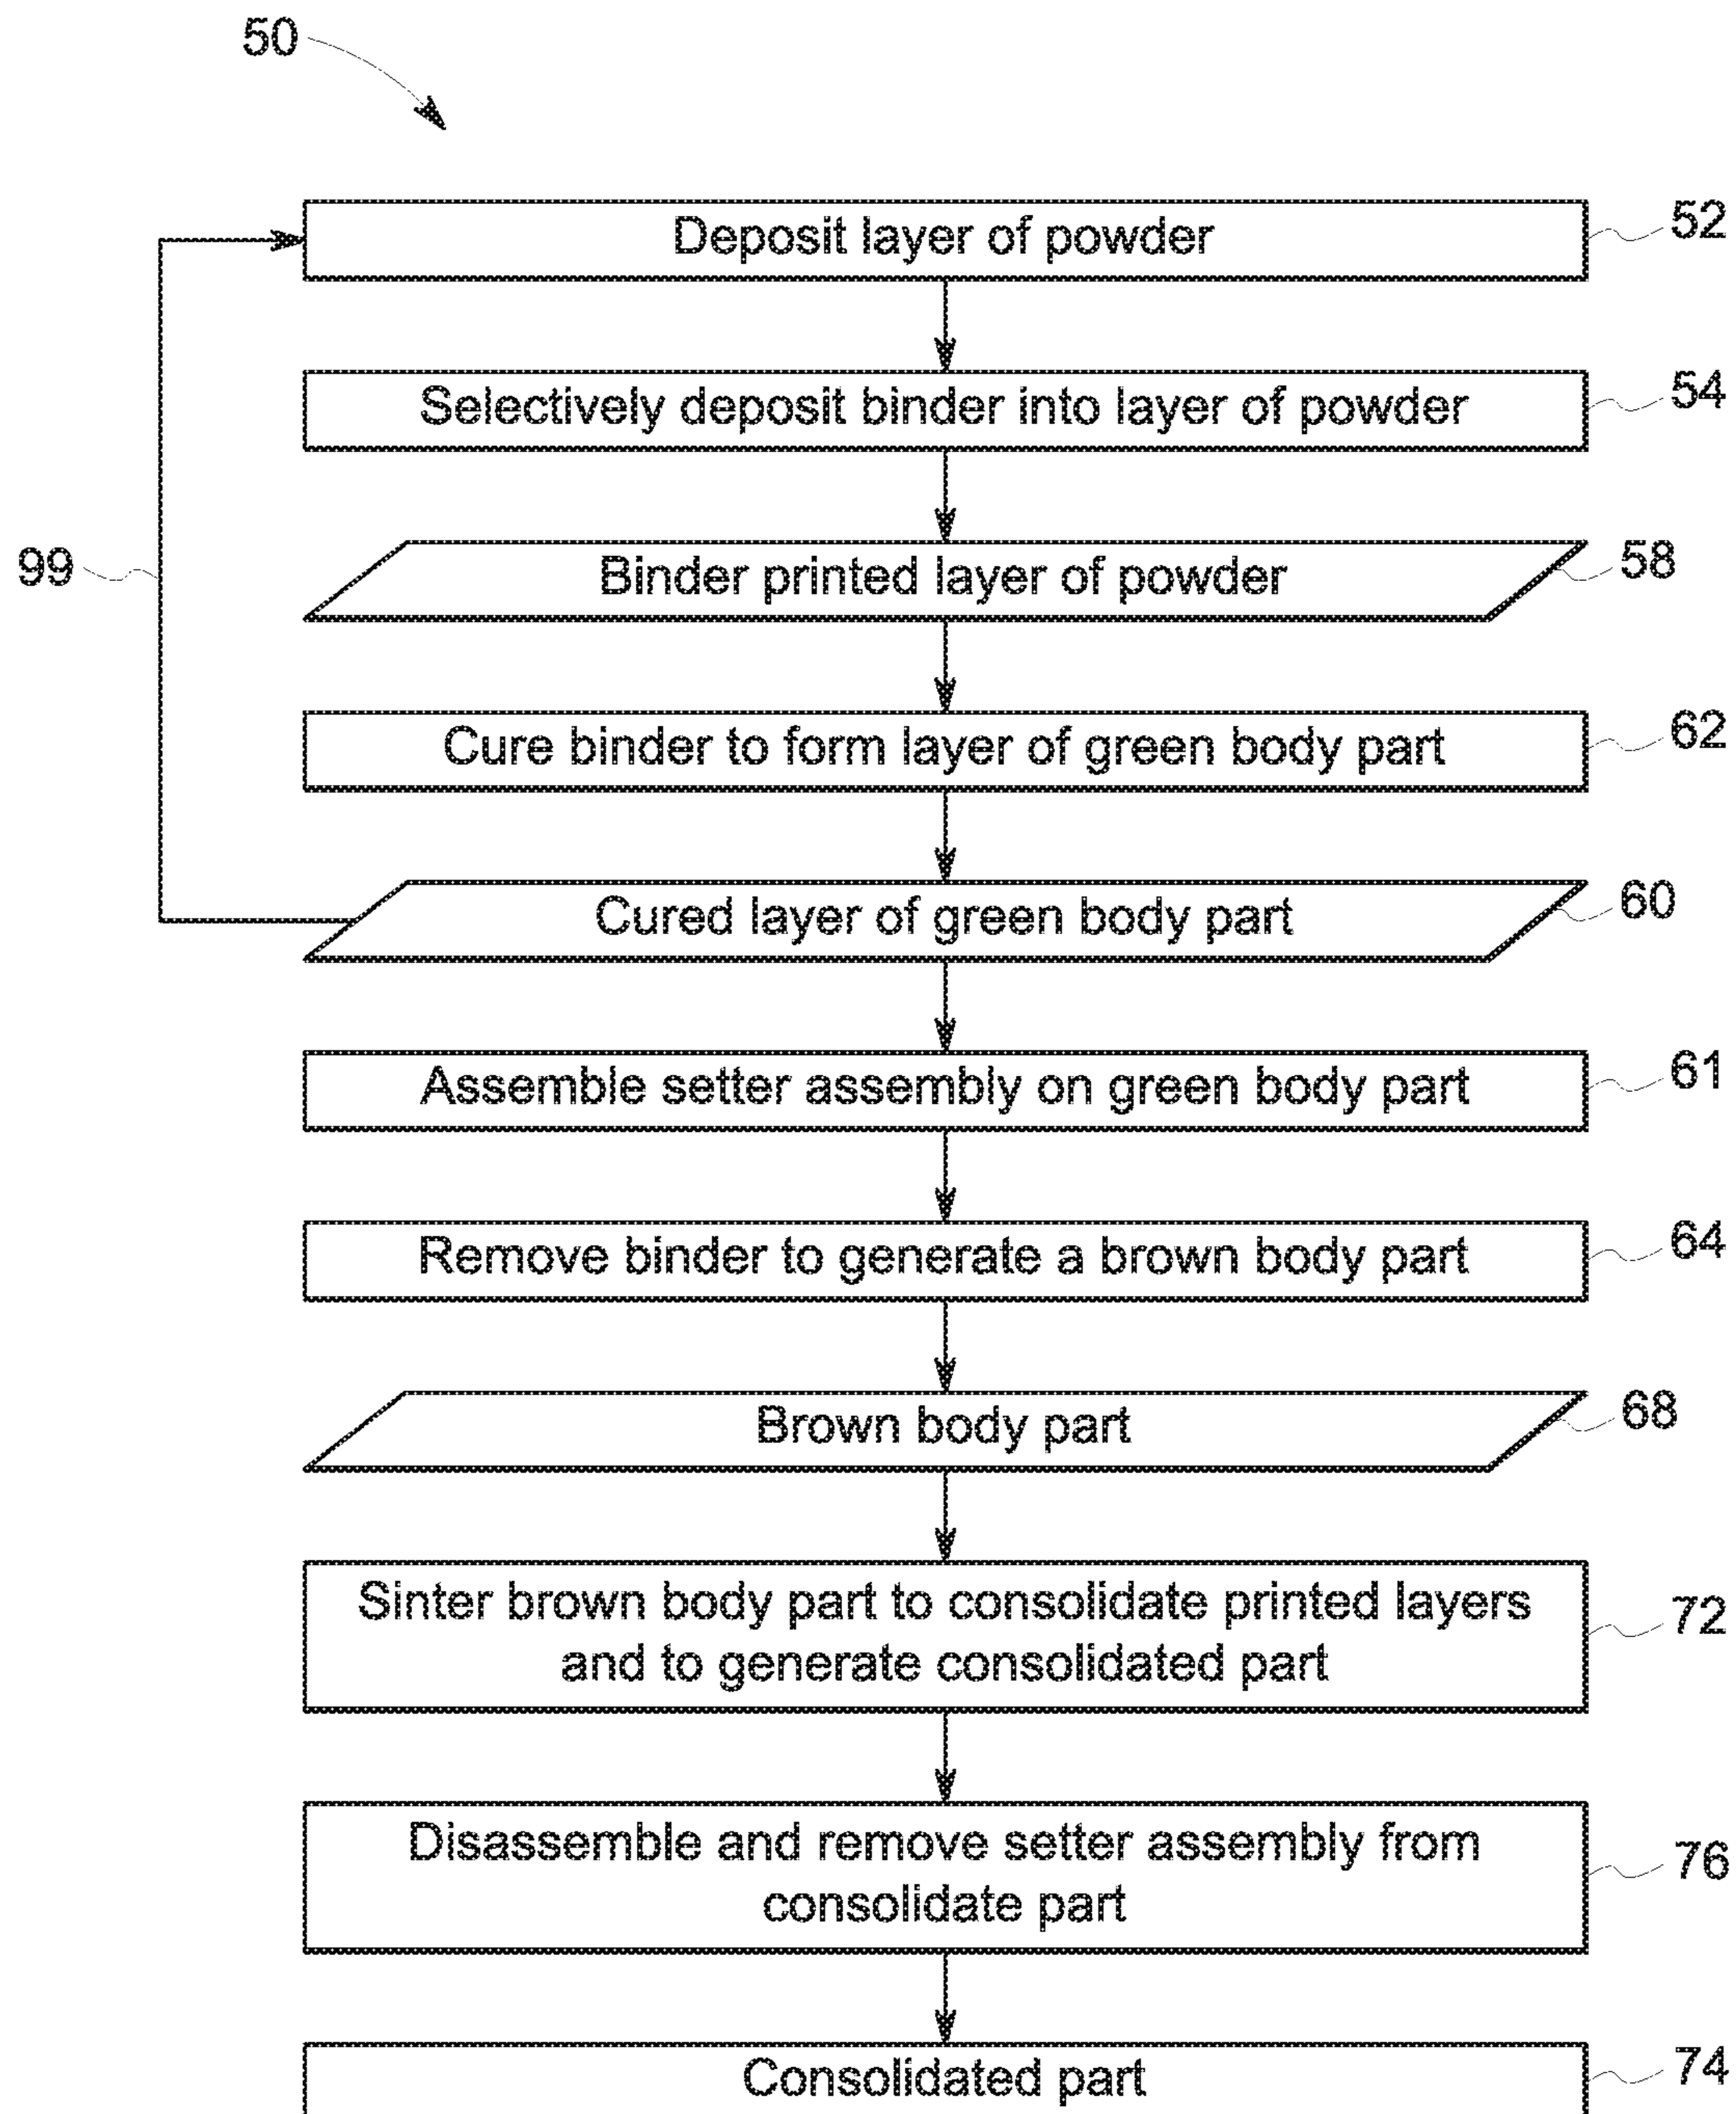 50
Deposit layer of powder
52
Selectively deposit binder into layer of powder
54
99
Binder printed layer of powder
58
Cure binder to form layer of green body part
62
Cured layer of green body part
60
Assemble setter assembly on green body part
61
Remove binder to generate a brown body part
64
Brown body part
68
Sinter brown body part to consolidate printed layers
and to generate consolidated part
72
Disassemble and remove setter assembly from
consolidate part
76
Consolidated part
74